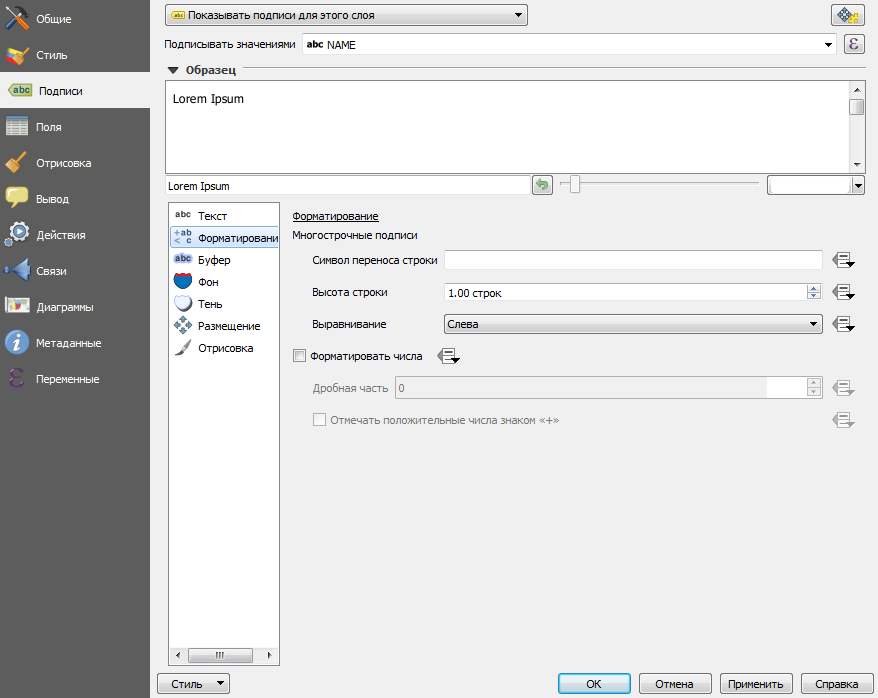 Общие
Стиль
abc Подписи
Поля
Отрисовка
Вывод
Действия
Связи
Диаграммы
Метаданные
Переменные
abc Показывать подписи для этого слоя
Подписывать значениями abc NAME ε
Образец
Lorem Ipsum
Lorem Ipsum
abc Текст
+ab < c Форматировани
abc Буфер
Фон
Тень
Размещение
Отрисовка
Форматирование
Многострочные подписи
Символ переноса строки
Высота строки 1.00 строк
Выравнивание Слева
Форматировать числа
Дробная часть 0
Отмечать положительные числа знаком «+»
Стиль
OK Отмена Применить Справка